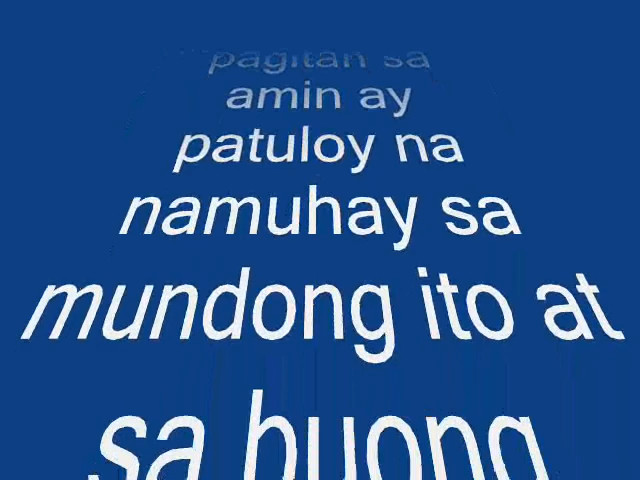 pagitan sa
amin ay
patuloy na
namuhay sa
mundong ito at
sa buong